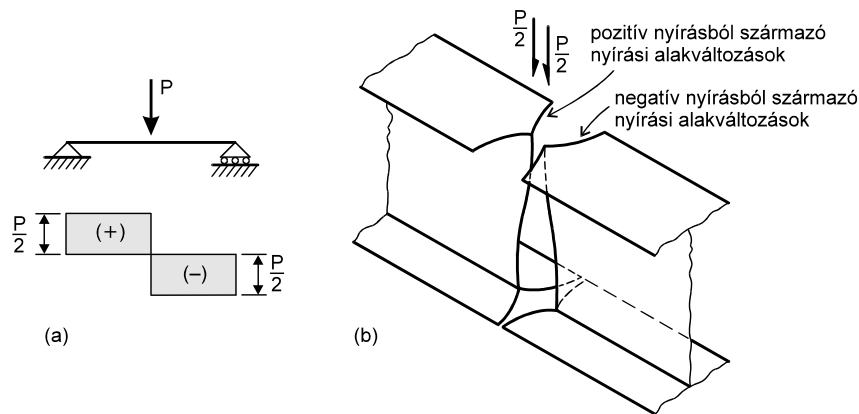 P
P
2
(+)
(–)
P
2
(a)
P
2
P
2
pozitív nyírásból származó
nyírási alakváltozások
negatív nyírásból származó
nyírási alakváltozások
(b)